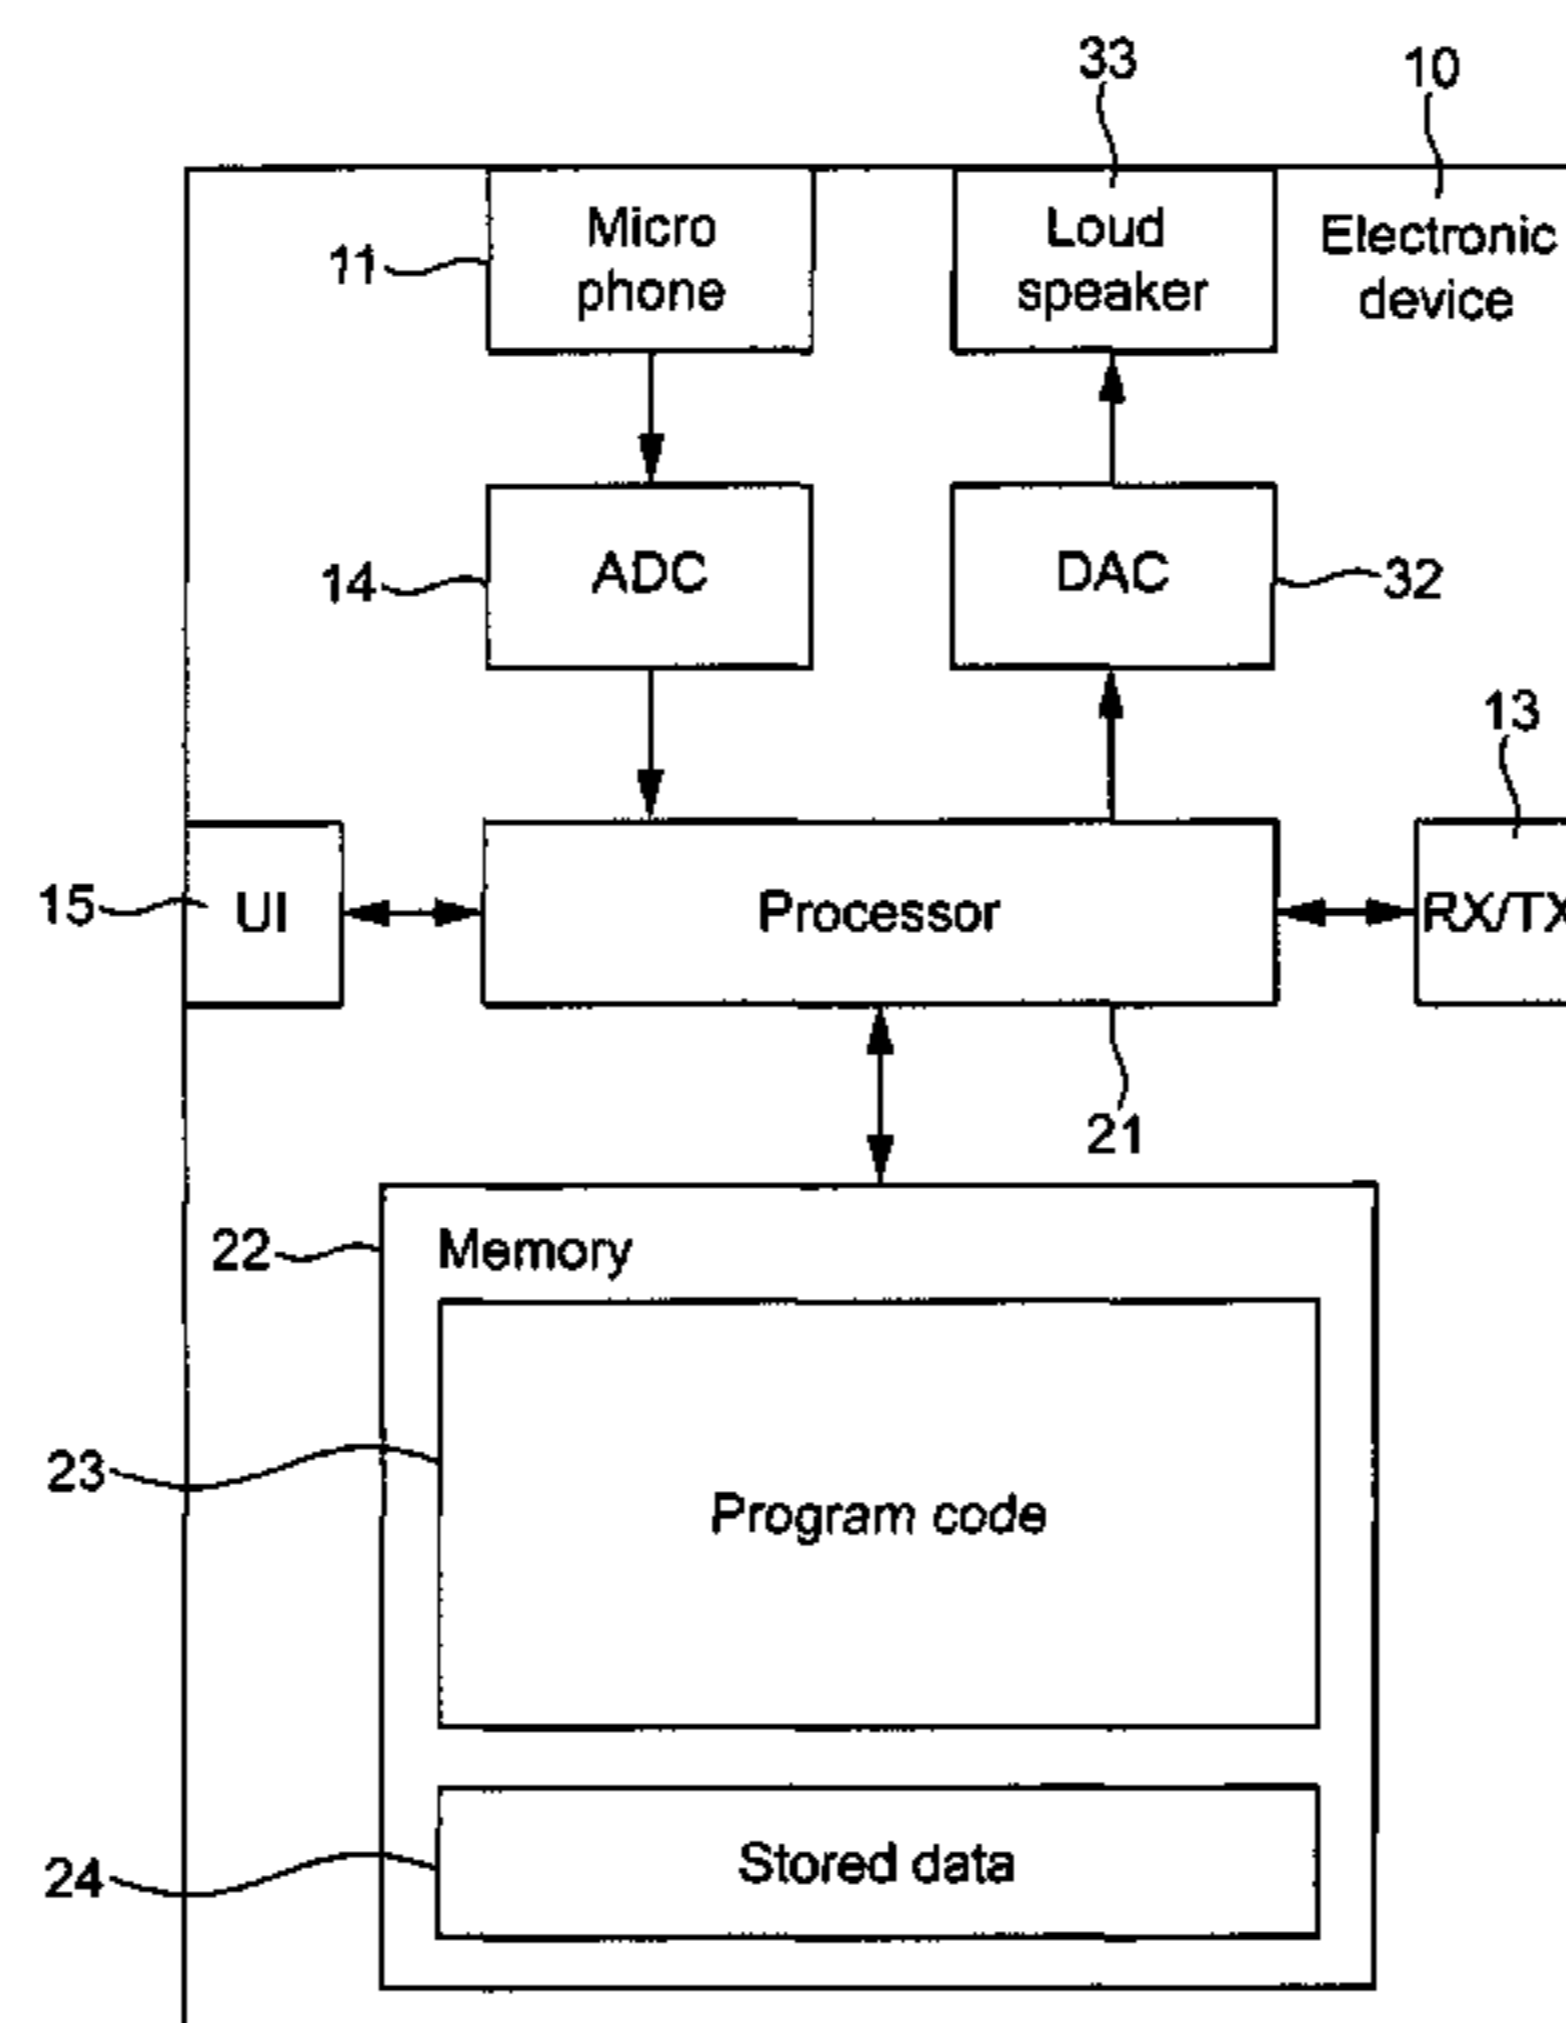 33
10
Micro
phone
Loud
speaker
Electronic
device
11
ADC
DAC
14
32
13
15
UI
Processor
RX/TX
21
22
Memory
23
Program code
24
Stored data